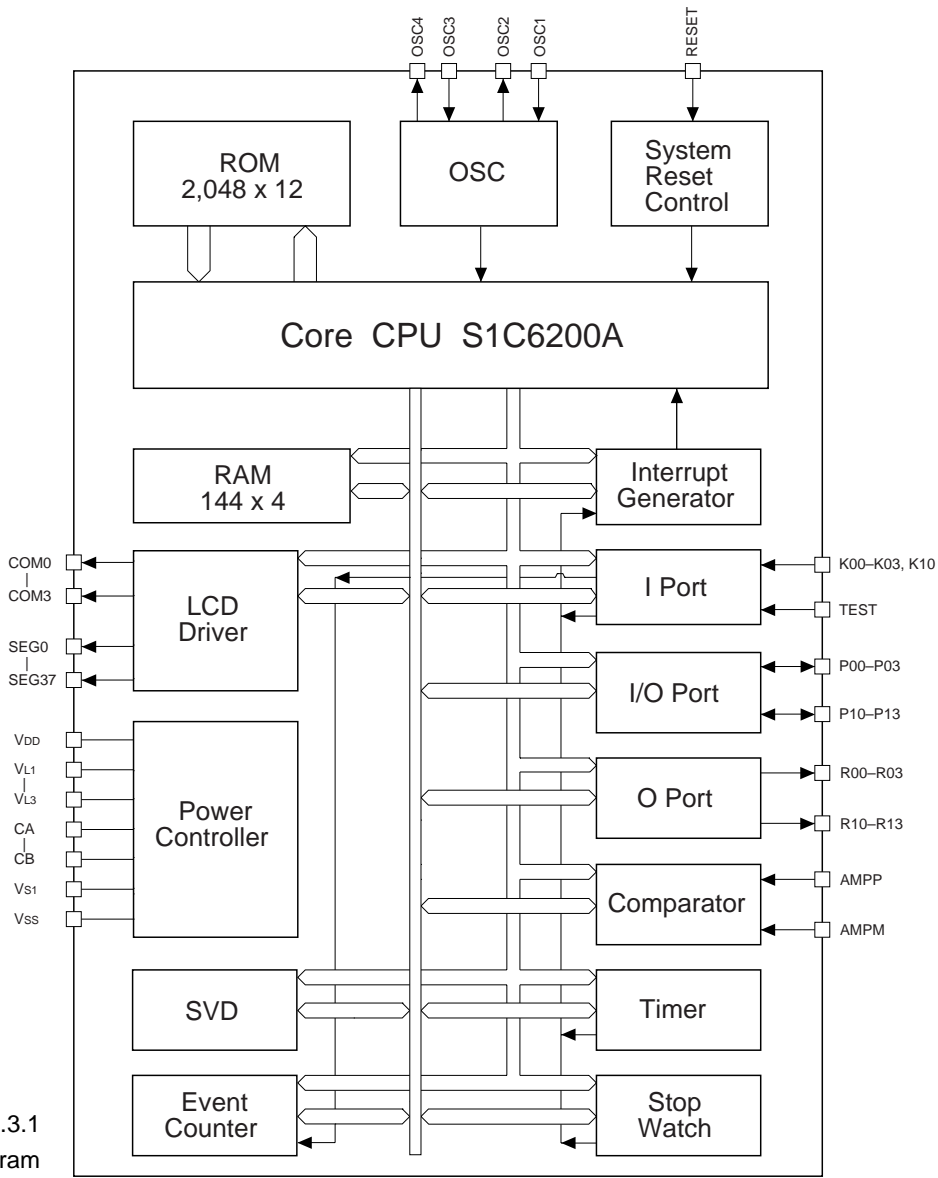 OSC4
OSC3
OSC2
OSC1
RESET
ROM
2,048 x 12
OSC
System
Reset
Control
Core CPU S1C6200A
RAM
144 x 4
Interrupt
Generator
COM0
|
COM3
SEG0
|
SEG37
LCD
Driver
I Port
K00–K03, K10
TEST
I/O Port
P00–P03
P10–P13
VDD
VL1
|
VL3
CA
|
CB
VS1
VSS
Power
Controller
O Port
R00–R03
R10–R13
Comparator
AMPP
AMPM
SVD
Timer
Event
Counter
Stop
Watch
.3.1
ram